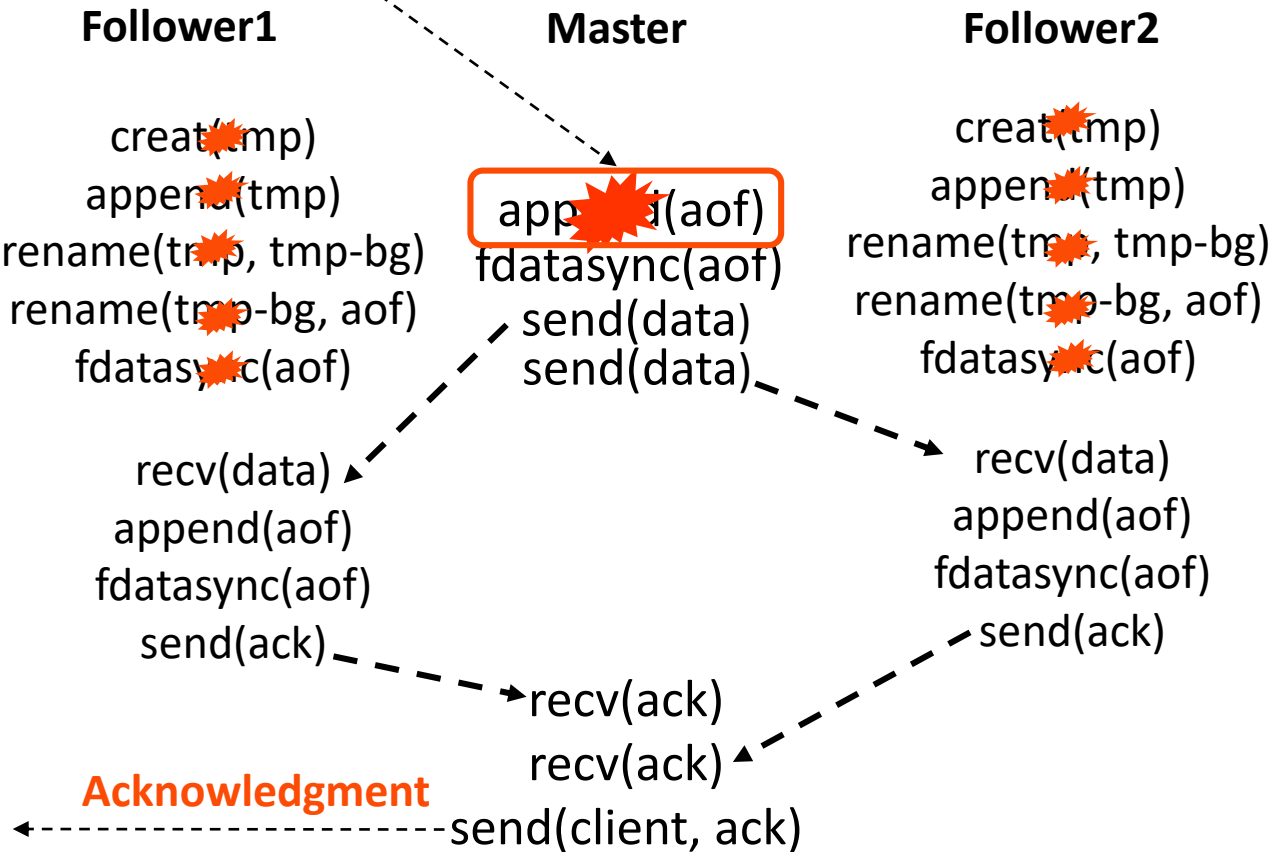 Follower1
creat(tmp)
append(tmp)
rename(tmp, tmp-bg)
rename(tmp-bg, aof)
fdatasync(aof)
recv(data)
append(aof)
fdatasync(aof)
send(ack)
Master
append(aof)
fdatasync(aof)
send(data)
send(data)
recv(ack)
recv(ack)
send(client, ack)
Acknowledgment
Follower2
creat(tmp)
append(tmp)
rename(tmp, tmp-bg)
rename(tmp-bg, aof)
fdatasync(aof)
recv(data)
append(aof)
fdatasync(aof)
send(ack)